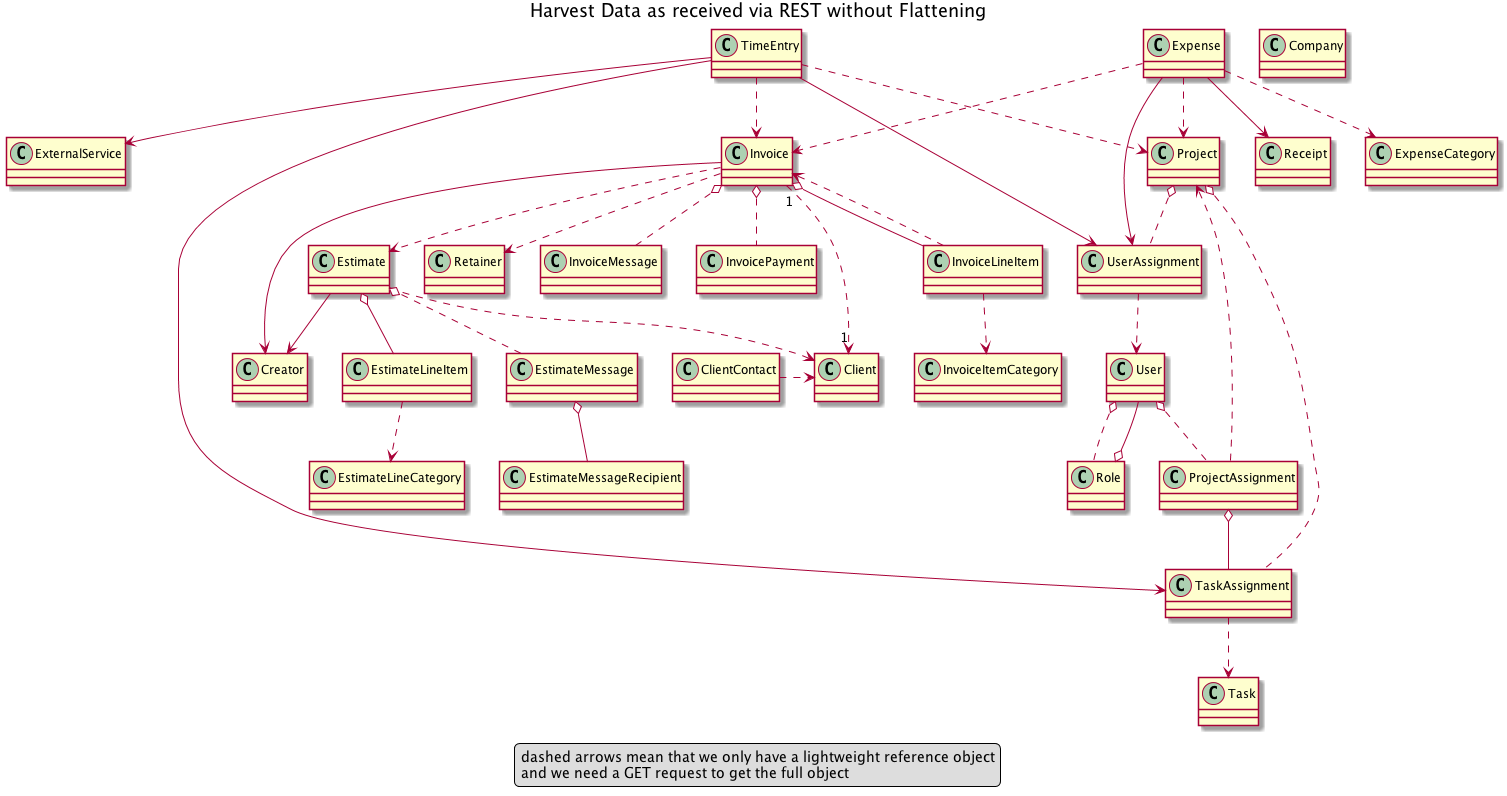 Harvest Data as received via REST without Flattening
C TimeEntry
C Expense
C Company
C ExternalService
C Invoice
C Project
C Receipt
C ExpenseCategory
1
C Estimate
C Retainer
C InvoiceMessage
C InvoicePayment
C InvoiceLineItem
C UserAssignment
1
C Creator
C EstimateLineItem
C EstimateMessage
C ClientContact
C Client
C InvoiceItemCategory
C User
C EstimateLineCategory
C EstimateMessageRecipient
C Role
C ProjectAssignment
C TaskAssignment
C Task
dashed arrows mean that we only have a lightweight reference object
and we need a GET request to get the full object